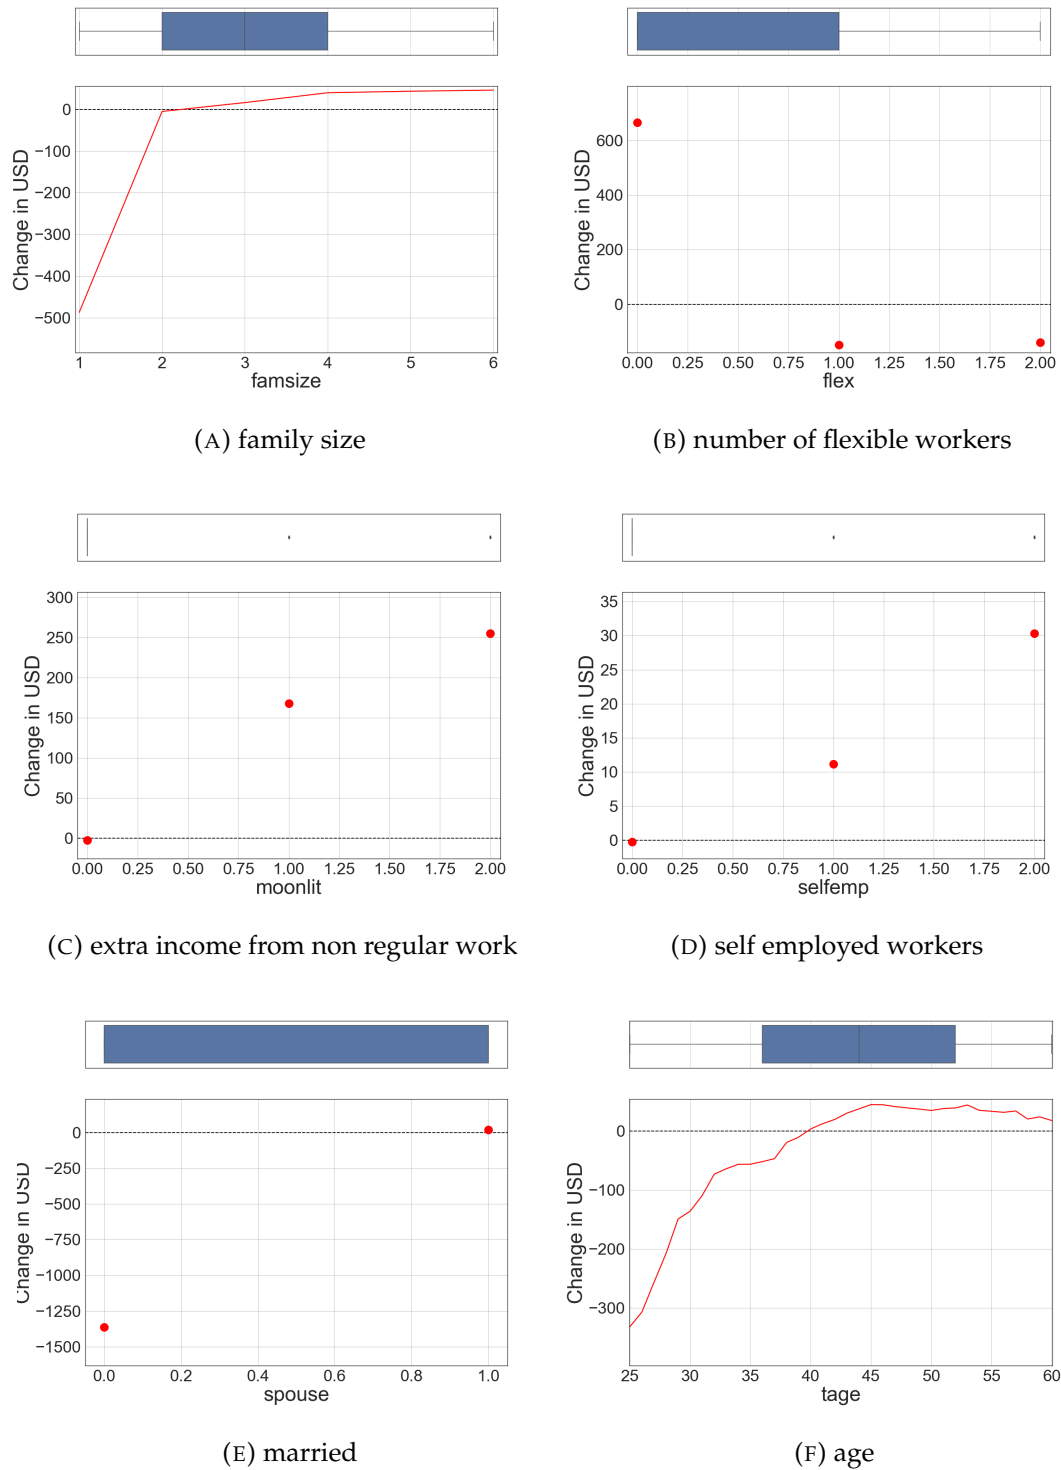 0
−100
−200
−300
−400
−500
Change in USD
1 2 3 4 5 6
famsize
(A) family size
600
400
200
0
Change in USD
0.00 0.25 0.50 0.75 1.00 1.25 1.50 1.75 2.00
flex
(B) number of flexible workers
300
250
200
150
100
50
0
Change in USD
0.00 0.25 0.50 0.75 1.00 1.25 1.50 1.75 2.00
moonlit
(C) extra income from non regular work
35
30
25
20
15
10
5
0
Change in USD
0.00 0.25 0.50 0.75 1.00 1.25 1.50 1.75 2.00
selfemp
(D) self employed workers
0
−250
−500
−750
−1000
−1250
−1500
Change in USD
0.0 0.2 0.4 0.6 0.8 1.0
spouse
(E) married
0
−100
−200
−300
Change in USD
25 30 35 40 45 50 55 60
tage
(F) age